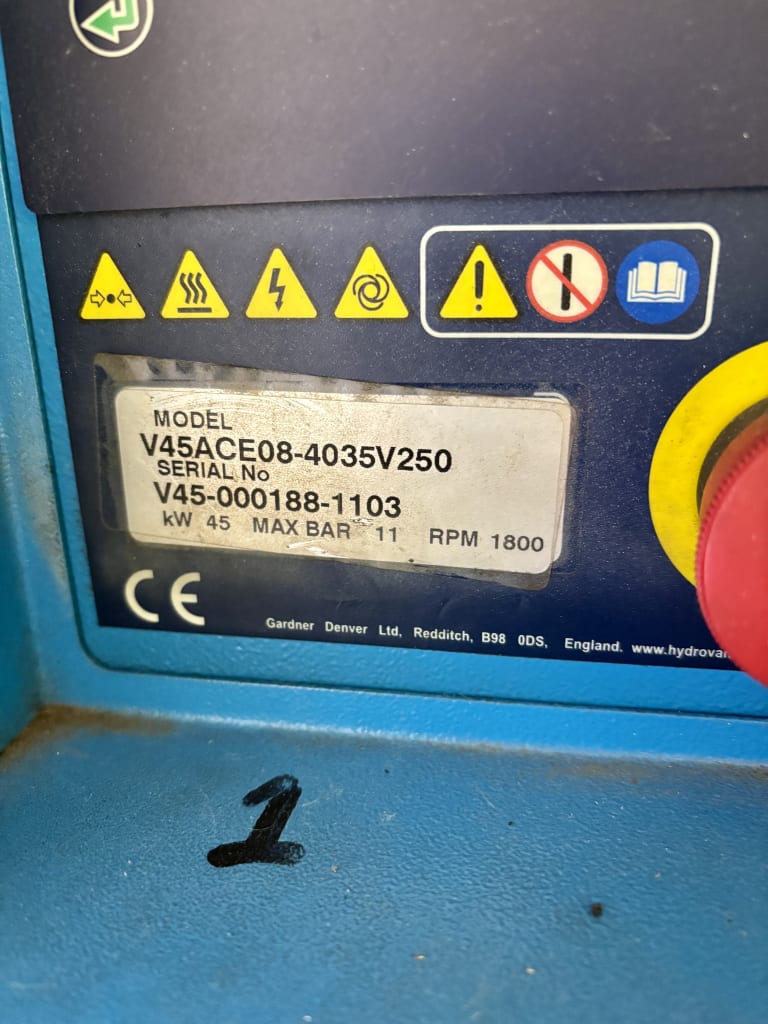 MODEL
V45ACE08-4035V250
SERIAL No
V45-000188-1103
kW 45 MAX BAR 11 RPM 1800
CE
Gardner Denver Ltd, Redditch, B98 0DS, England.
1